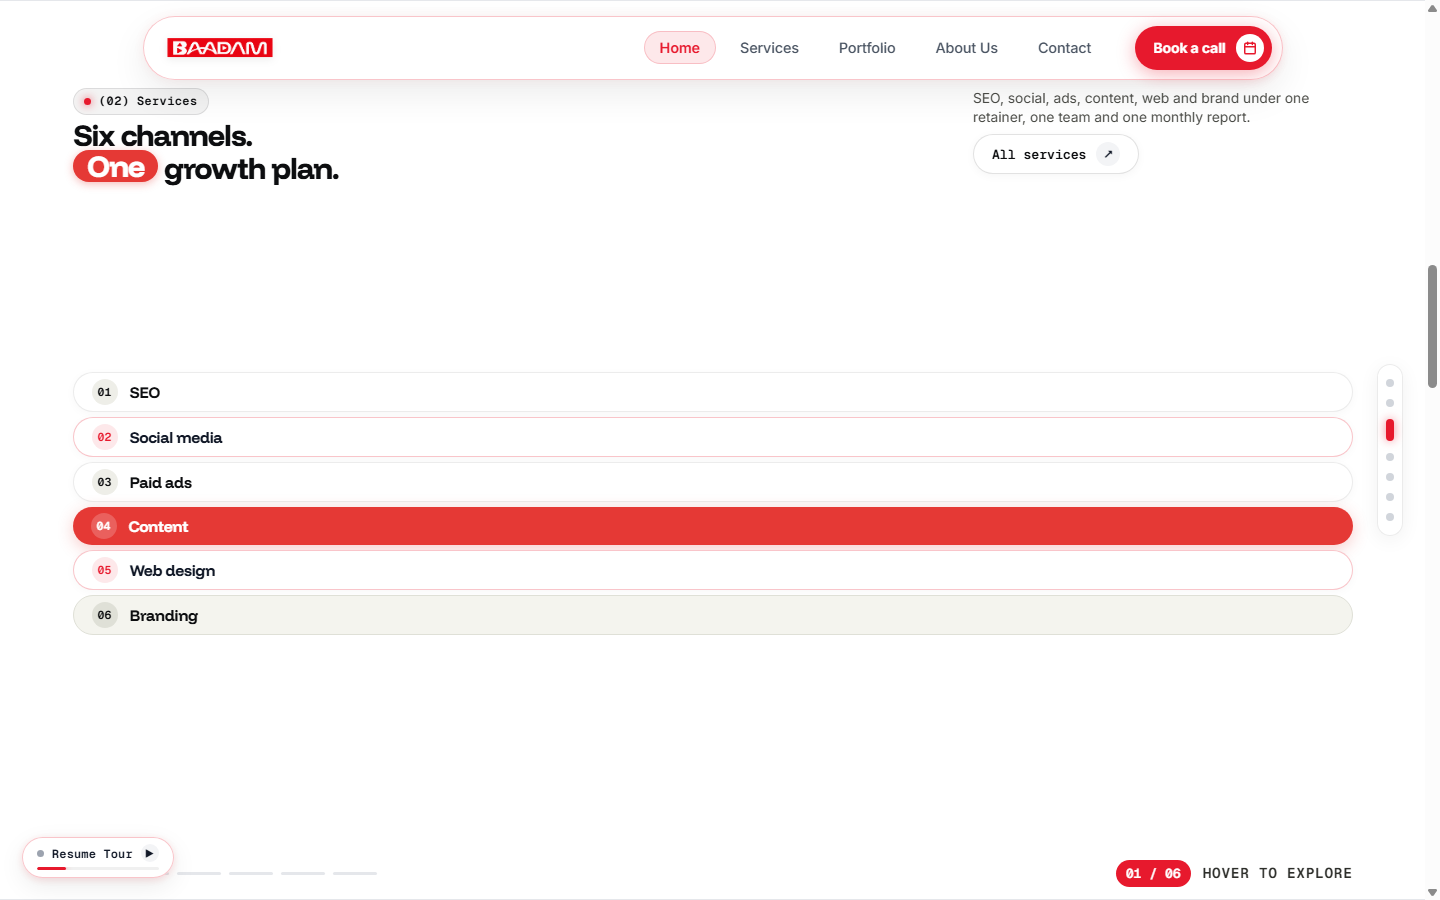 BAADAM
Home
Services
Portfolio
About Us
Contact
Book a call
(02) Services
Six channels.
One growth plan.
SEO, social, ads, content, web and brand under one
retainer, one team and one monthly report.
All services ↗
01 SEO
02 Social media
03 Paid ads
04 Content
05 Web design
06 Branding
Resume Tour
01 / 06 HOVER TO EXPLORE